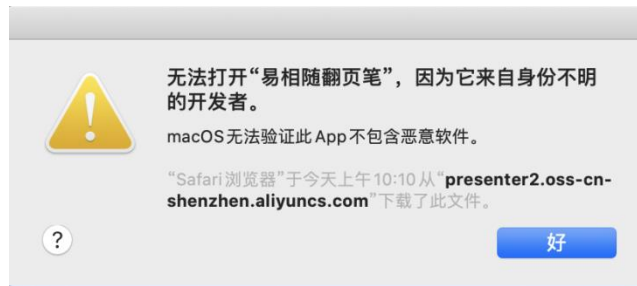 无法打开“易相随翻页笔”，因为它来自身份不明
的开发者。
macOS无法验证此App不包含恶意软件。
“Safari浏览器”于今天上午10:10从“presenter2.oss-cn-
shenzhen.aliyuncs.com”下载了此文件。
?
好